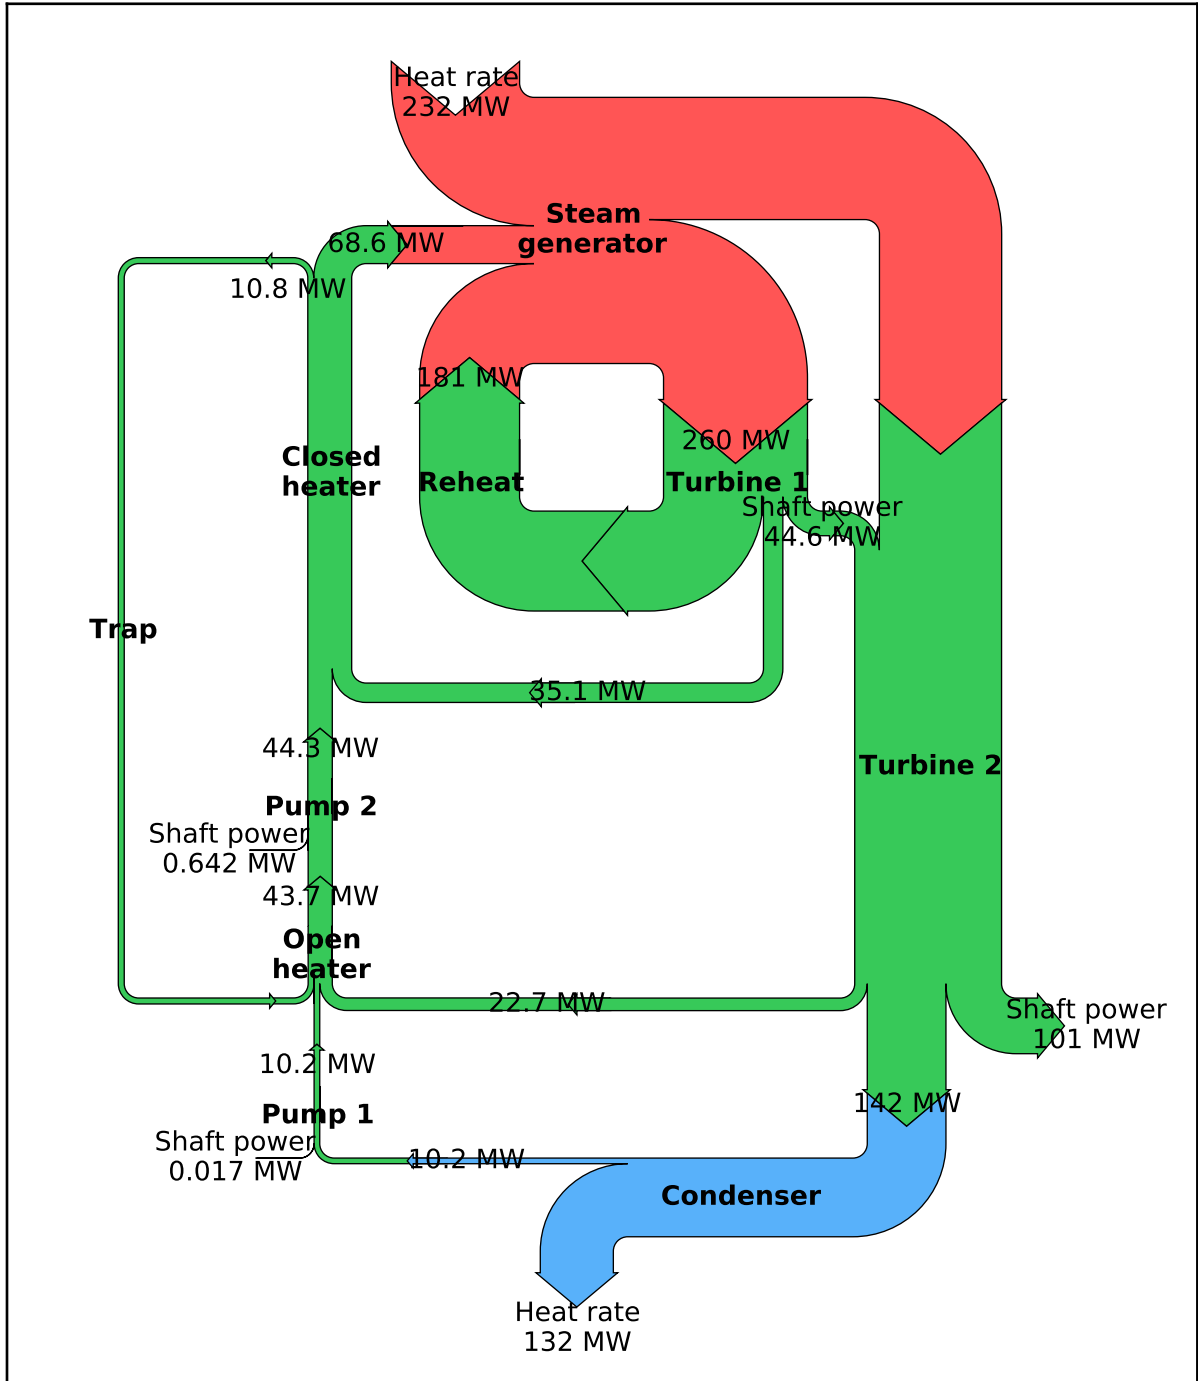 Heat rate
232 MW
Steam
generator
68.6 MW
10.8 MW
181 MW
260 MW
Closed
heater
Reheat
Turbine 1
Shaft power
44.6 MW
Trap
35.1 MW
44.3 MW
Turbine 2
Pump 2
Shaft power
0.642 MW
43.7 MW
Open
heater
22.7 MW
Shaft power
101 MW
10.2 MW
142 MW
Pump 1
Shaft power
0.017 MW
10.2 MW
Condenser
Heat rate
132 MW